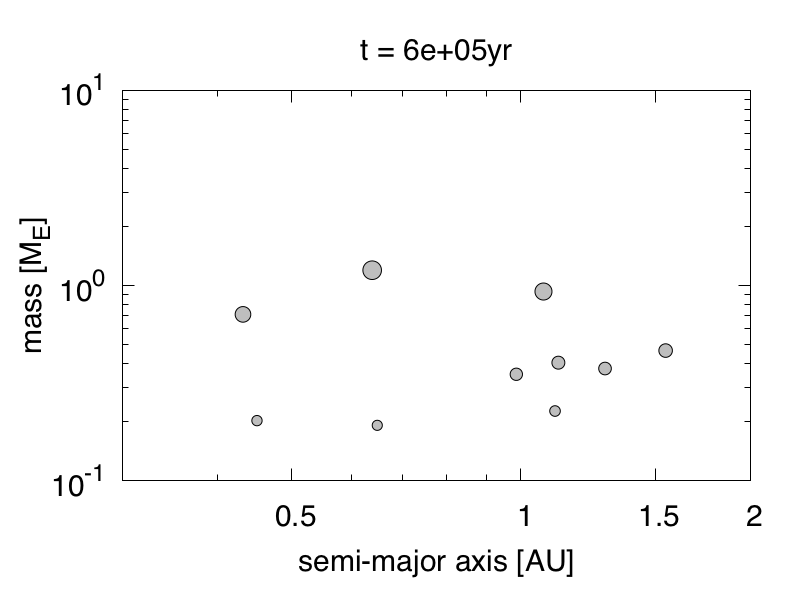 t = 6e+05yr
10^1
10^0
10^-1
mass [M_E]
0.5 1 1.5 2
semi-major axis [AU]